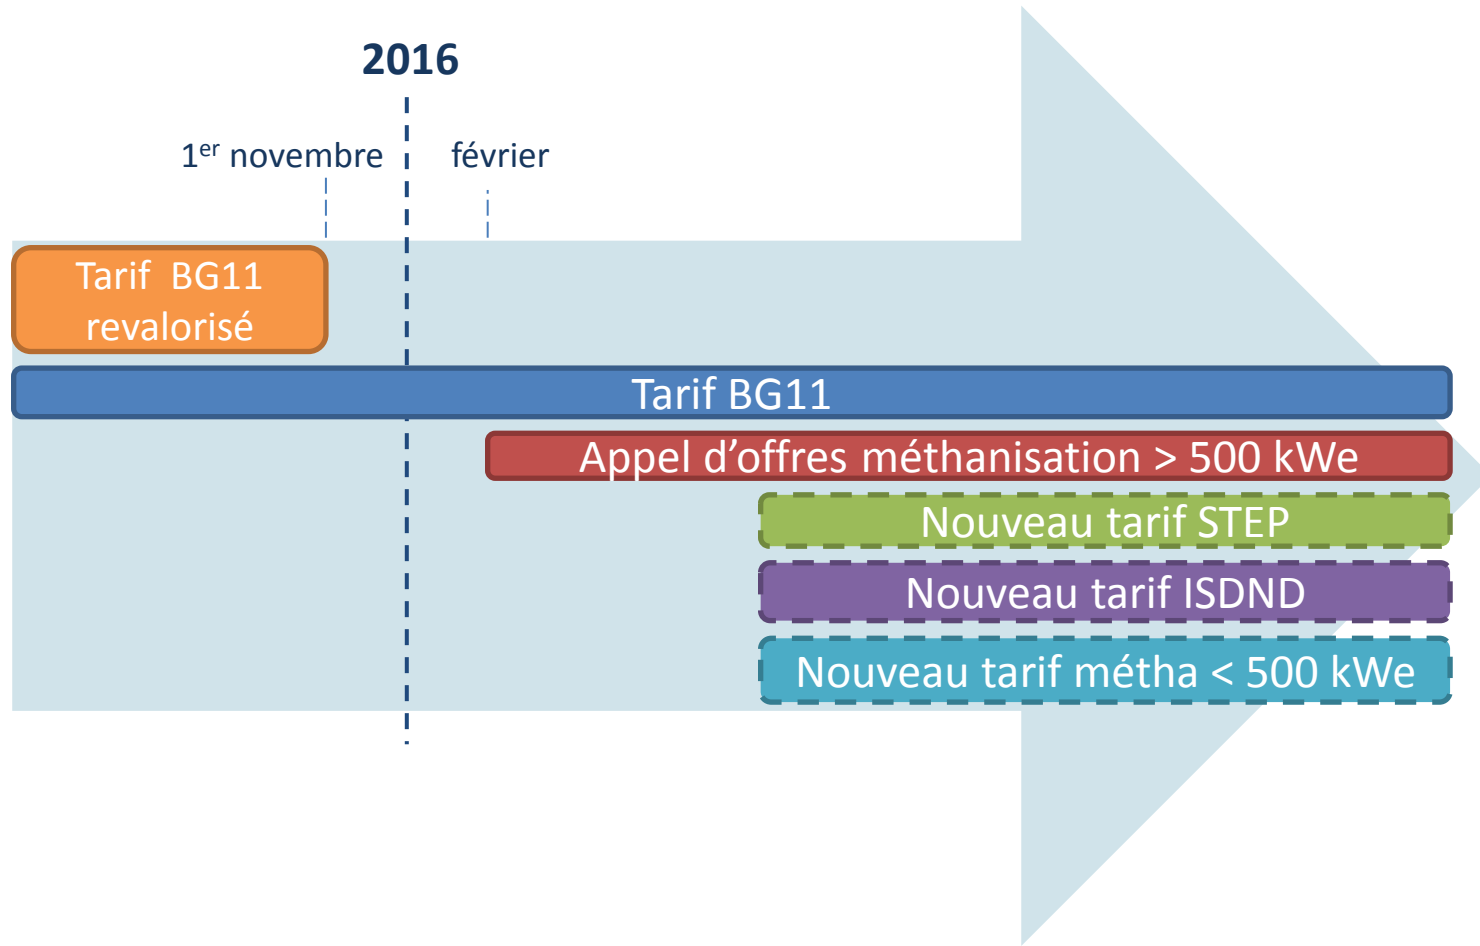 2016
1er novembre
février
Tarif BG11
revalorisé
Tarif BG11
Appel d’offres méthanisation > 500 kWe
Nouveau tarif STEP
Nouveau tarif ISDND
Nouveau tarif métha < 500 kWe